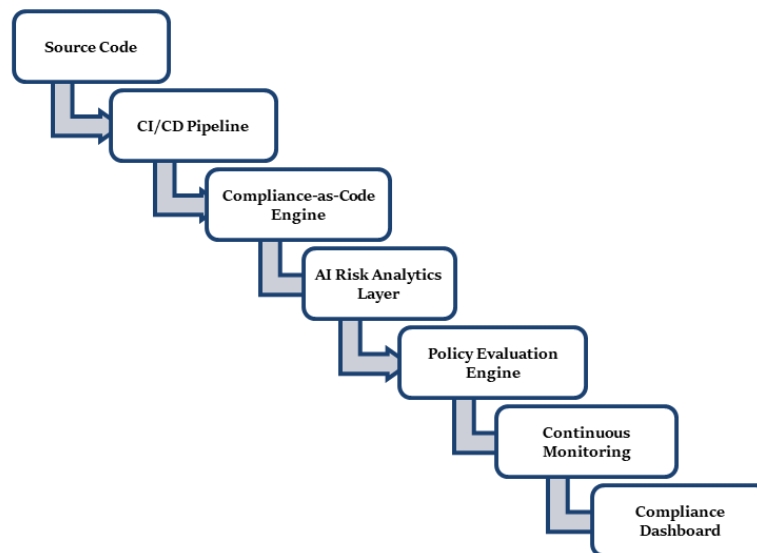 Source Code
CI/CD Pipeline
Compliance-as-Code
Engine
AI Risk Analytics
Layer
Policy Evaluation
Engine
Continuous
Monitoring
Compliance
Dashboard